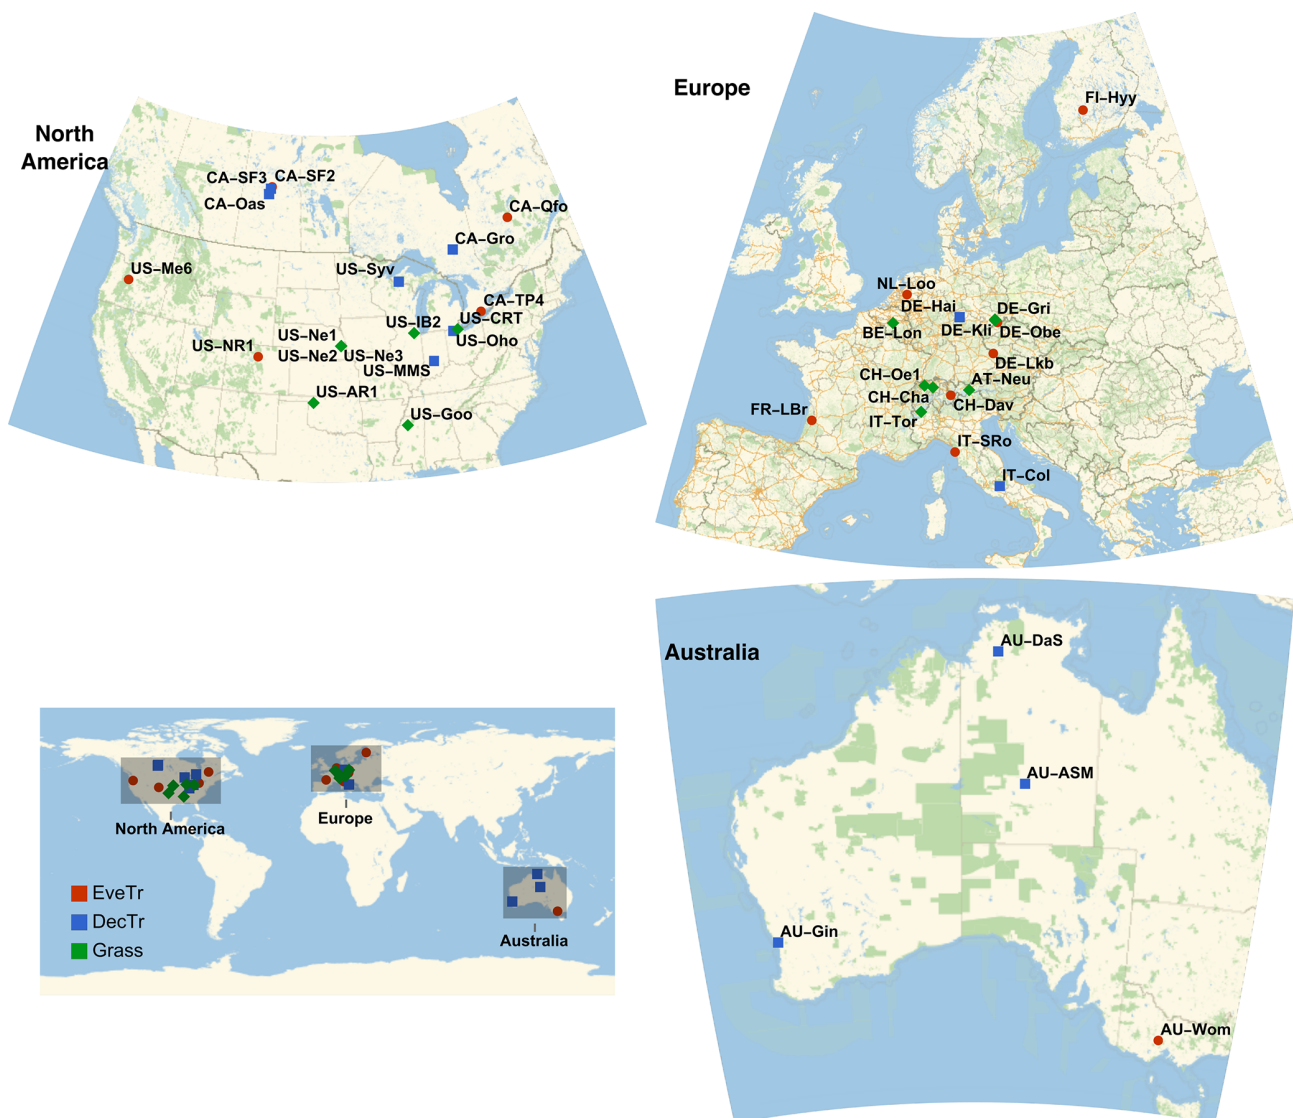 North
America
CA–SF3
CA–SF2
CA–Oas
CA–Qfo
CA–Gro
US–Me6
US–Syv
CA–TP4
US–CRT
US–IB2
US–Oho
US–Ne1
US–NR1
US–Ne2
US–Ne3
US–MMS
US–AR1
US–Goo
Europe
FI–Hyy
NL–Loo
DE–Hai
DE–Gri
BE–Lon
DE–Kli
DE–Obe
DE–Lkb
CH–Oe1
AT–Neu
CH–Cha
CH–Dav
FR–LBr
IT–Tor
IT–SRo
IT–Col
North America
Europe
Australia
EveTr
DecTr
Grass
Australia
AU–DaS
AU–ASM
AU–Gin
AU–Wom